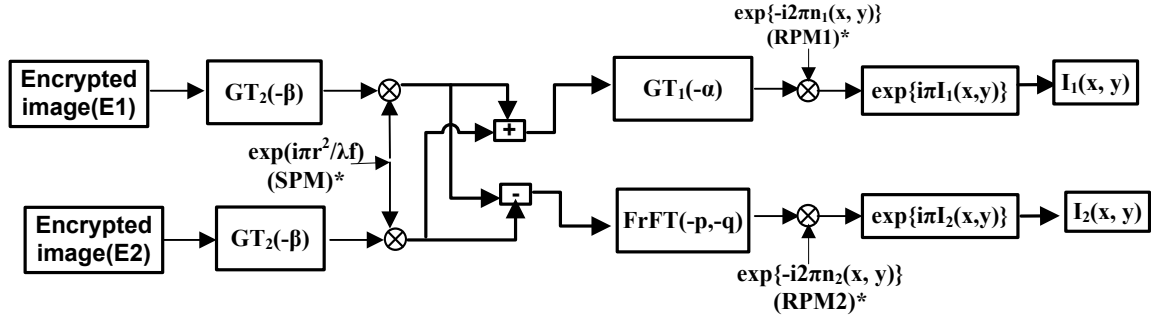 exp{-i2πn₁(x, y)}
(RPM1)*
Encrypted
image(E1)
GT₂(-β)
GT₁(-α)
exp{iπI₁(x,y)}
I₁(x, y)
+
exp(iπr²/λf)
(SPM)*
-
Encrypted
image(E2)
GT₂(-β)
FrFT(-p,-q)
exp{iπI₂(x,y)}
I₂(x, y)
exp{-i2πn₂(x, y)}
(RPM2)*